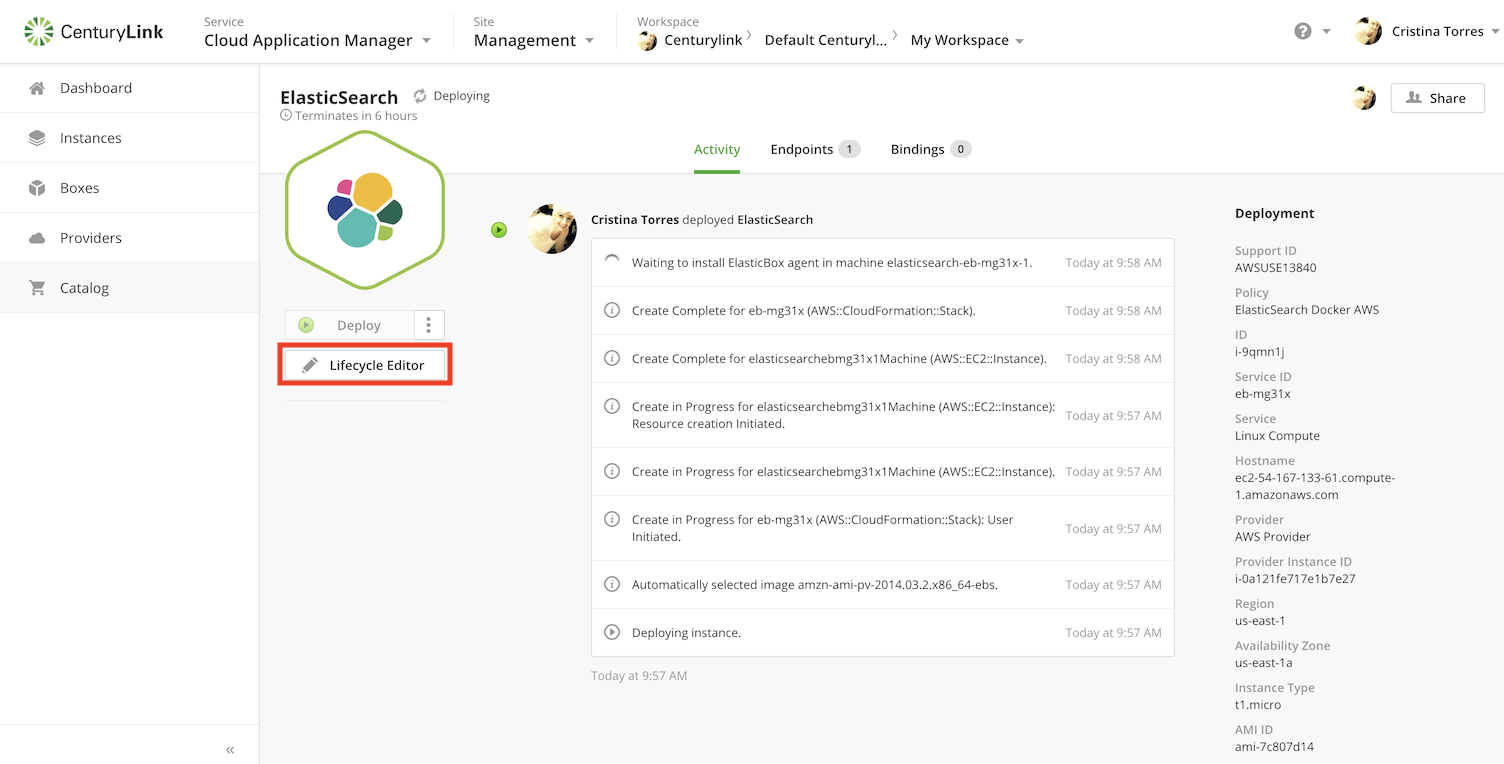 CenturyLink
Service
Cloud Application Manager
Site
Management
Workspace
Centurylink
Default Centuryl...
My Workspace
?
Cristina Torres
Dashboard
Instances
Boxes
Providers
Catalog
«
ElasticSearch
Deploying
Terminates in 6 hours
Share
Activity
Endpoints 1
Bindings 0
Deploy
Lifecycle Editor
Cristina Torres deployed ElasticSearch
Waiting to install ElasticBox agent in machine elasticsearch-eb-mg31x-1.
Today at 9:58 AM
Create Complete for eb-mg31x (AWS::CloudFormation::Stack).
Today at 9:58 AM
Create Complete for elasticsearchebmg31x1Machine (AWS::EC2::Instance).
Today at 9:58 AM
Create in Progress for elasticsearchebmg31x1Machine (AWS::EC2::Instance):
Resource creation Initiated.
Today at 9:57 AM
Create in Progress for elasticsearchebmg31x1Machine (AWS::EC2::Instance).
Today at 9:57 AM
Create in Progress for eb-mg31x (AWS::CloudFormation::Stack): User
Initiated.
Today at 9:57 AM
Automatically selected image amzn-ami-pv-2014.03.2.x86_64-ebs.
Today at 9:57 AM
Deploying instance.
Today at 9:57 AM
Today at 9:57 AM
Deployment
Support ID
AWSUSE13840
Policy
ElasticSearch Docker AWS
ID
i-9qmn1j
Service ID
eb-mg31x
Service
Linux Compute
Hostname
ec2-54-167-133-61.compute-
1.amazonaws.com
Provider
AWS Provider
Provider Instance ID
i-0a121fe717e1b7e27
Region
us-east-1
Availability Zone
us-east-1a
Instance Type
t1.micro
AMI ID
ami-7c807d14